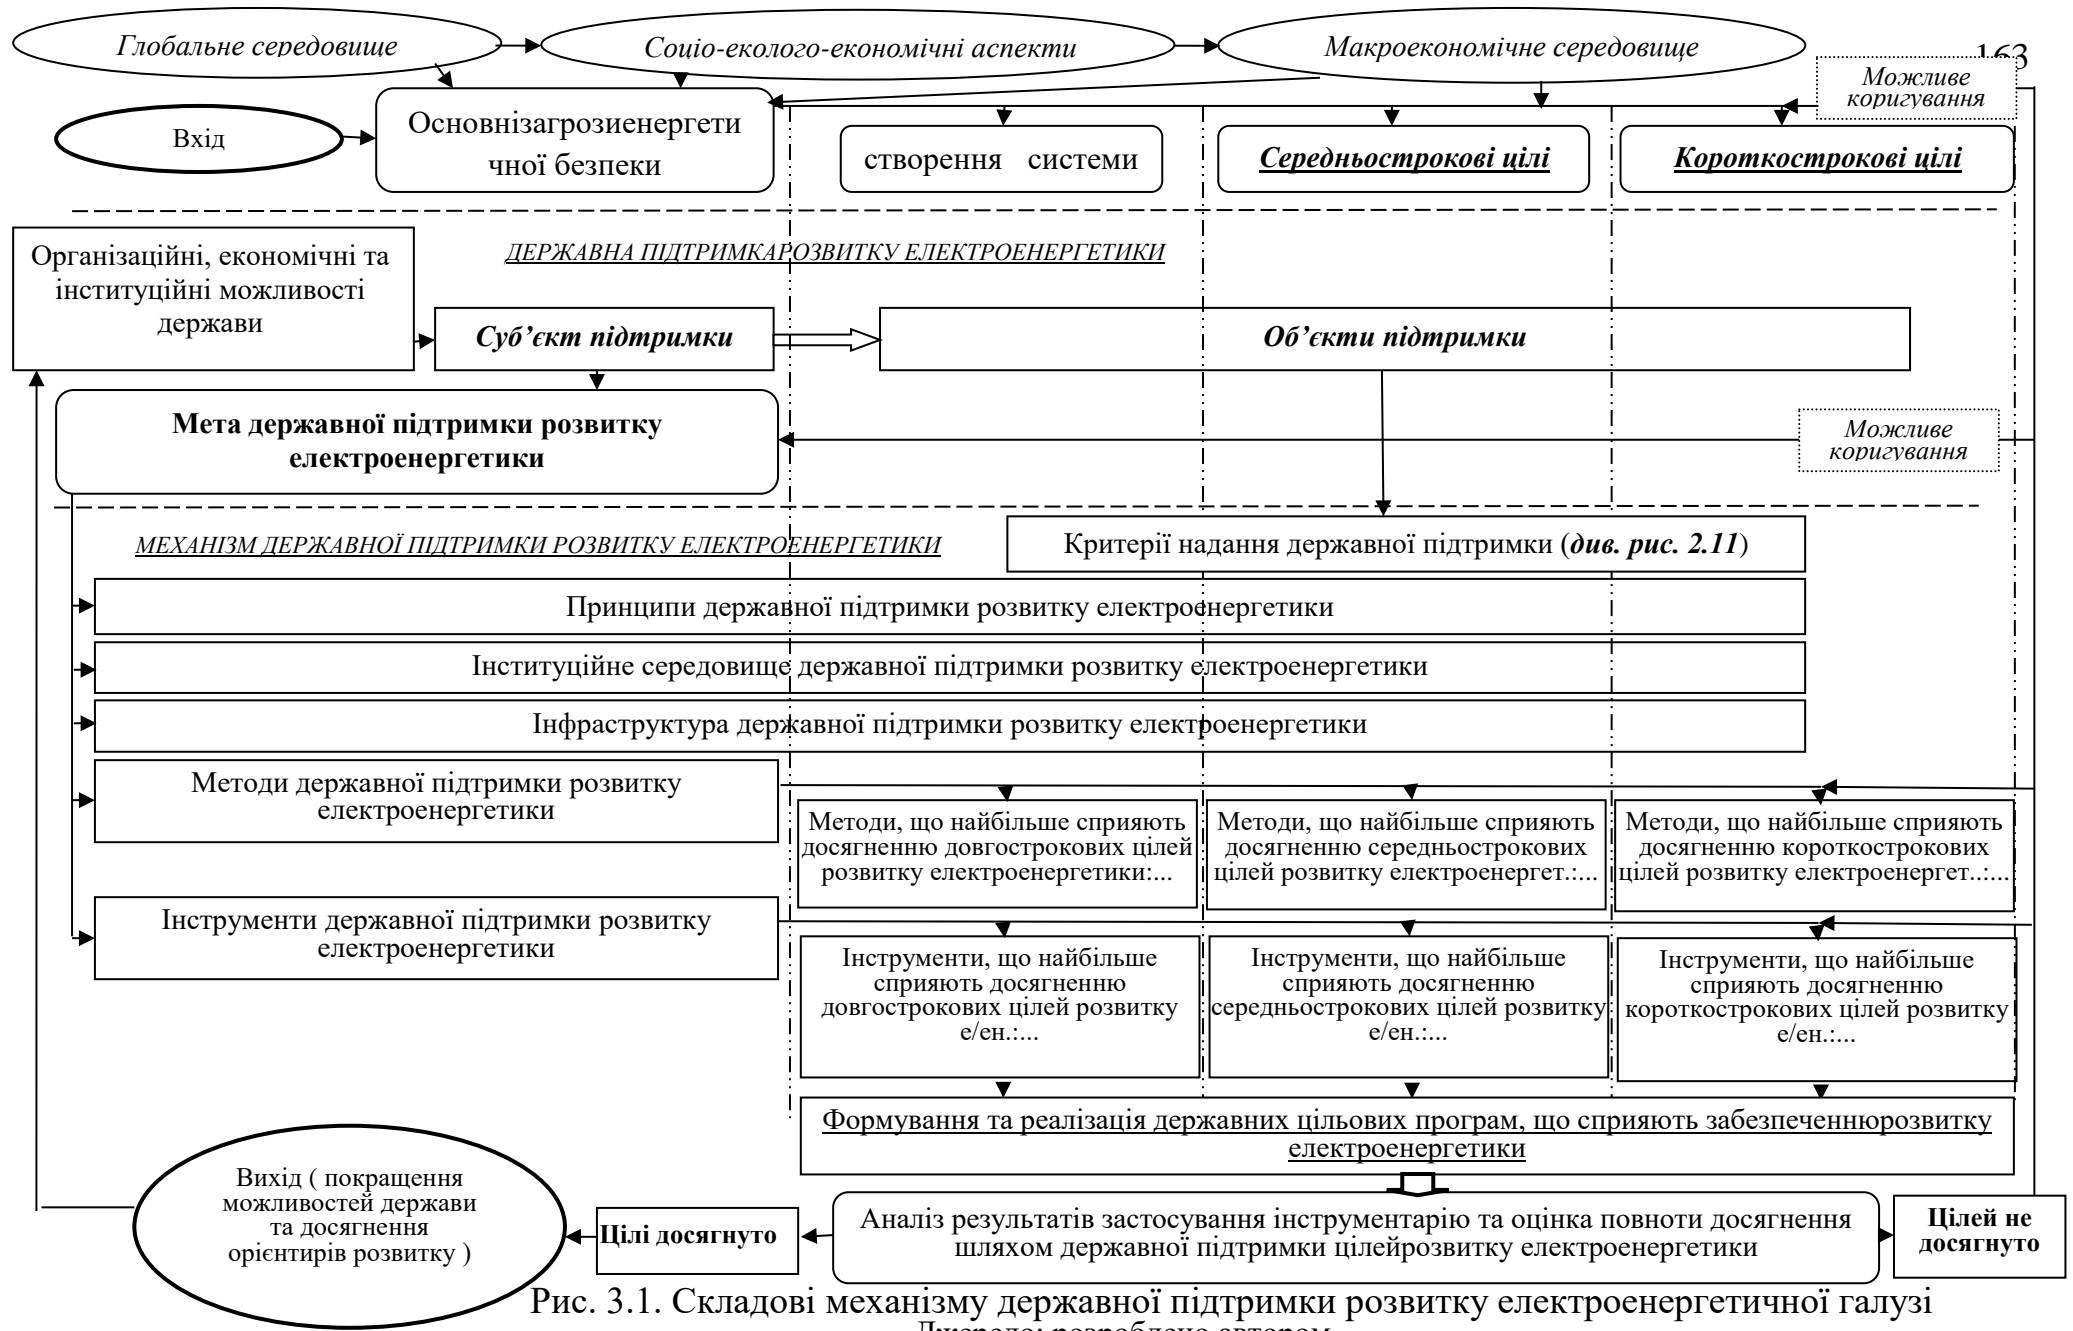 Глобальне середовище
Соціо-еколого-економічні аспекти
Макроекономічне середовище
163
Можливе
коригування
Вхід
Основнізагрозиенергети
чної безпеки
створення системи
Середньострокові цілі
Короткострокові цілі
Організаційні, економічні та
інституційні можливості
держави
ДЕРЖАВНА ПІДТРИМКАРОЗВИТКУ ЕЛЕКТРОЕНЕРГЕТИКИ
Суб’єкт підтримки
Об’єкти підтримки
Мета державної підтримки розвитку
електроенергетики
Можливе
коригування
МЕХАНІЗМ ДЕРЖАВНОЇ ПІДТРИМКИ РОЗВИТКУ ЕЛЕКТРОЕНЕРГЕТИКИ
Критерії надання державної підтримки (див. рис. 2.11)
Принципи державної підтримки розвитку електроенергетики
Інституційне середовище державної підтримки розвитку електроенергетики
Інфраструктура державної підтримки розвитку електроенергетики
Методи державної підтримки розвитку
електроенергетики
Методи, що найбільше сприяють
досягненню довгострокових цілей
розвитку електроенергетики:...
Методи, що найбільше сприяють
досягненню середньострокових
цілей розвитку електроенергет.:...
Методи, що найбільше сприяють
досягненню короткострокових
цілей розвитку електроенергет..:...
Інструменти державної підтримки розвитку
електроенергетики
Інструменти, що найбільше
сприяють досягненню
довгострокових цілей розвитку
е/ен.:...
Інструменти, що найбільше
сприяють досягненню
середньострокових цілей розвитку
е/ен.:...
Інструменти, що найбільше
сприяють досягненню
короткострокових цілей розвитку
е/ен.:...
Формування та реалізація державних цільових програм, що сприяють забезпеченнюрозвитку
електроенергетики
Вихід ( покращення
можливостей держави
та досягнення
орієнтирів розвитку )
Цілі досягнуто
Аналіз результатів застосування інструментарію та оцінка повноти досягнення
шляхом державної підтримки цілейрозвитку електроенергетики
Цілей не
досягнуто
Рис. 3.1. Складові механізму державної підтримки розвитку електроенергетичної галузі
Джерело: розроблено автором